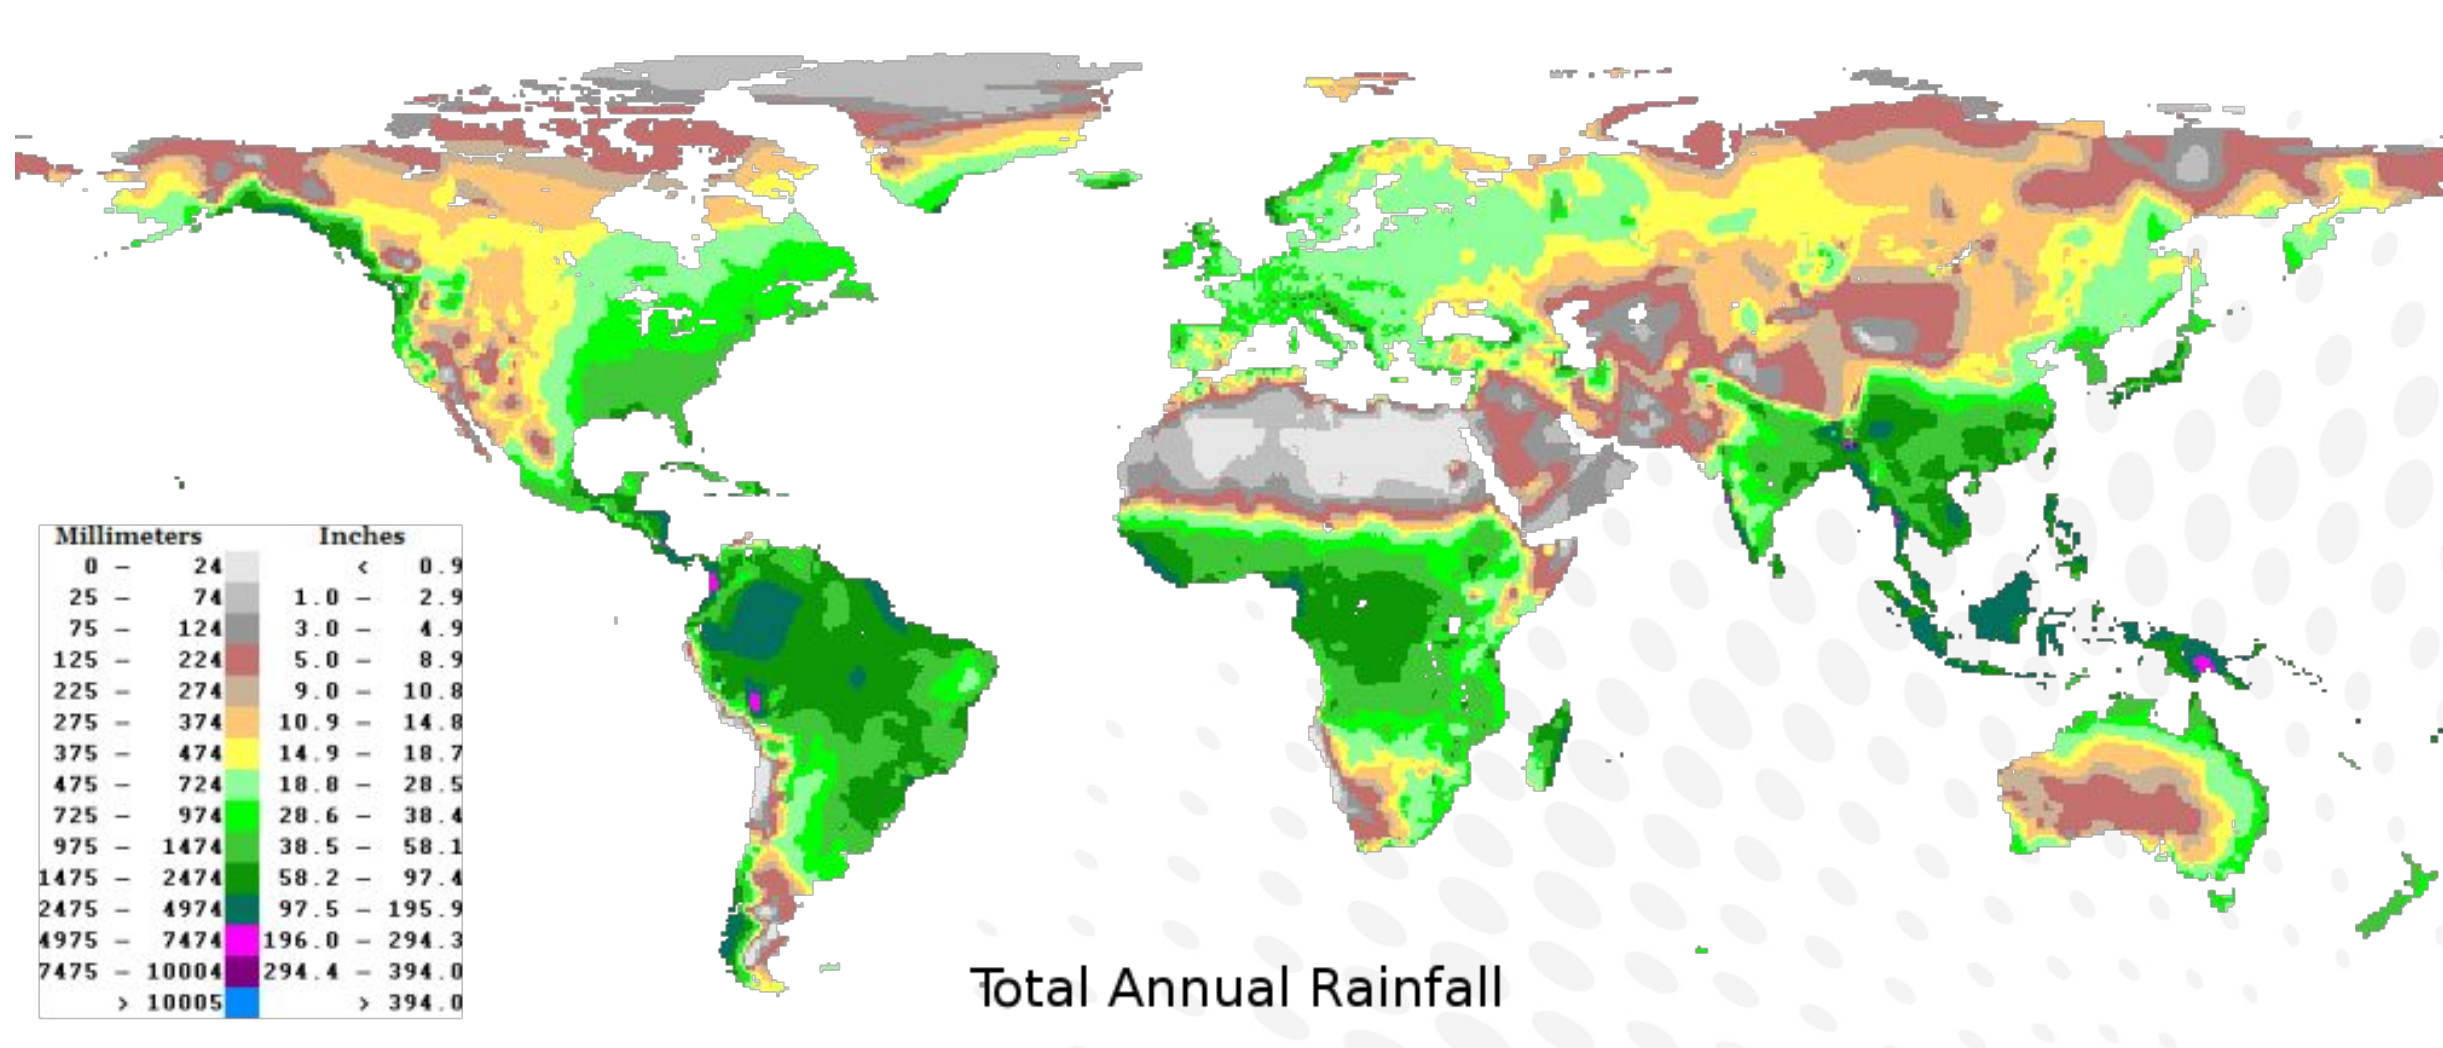 Millimeters Inches
0 - 24 < 0.9
25 - 74 1.0 - 2.9
75 - 124 3.0 - 4.9
125 - 224 5.0 - 8.9
225 - 274 9.0 - 10.8
275 - 374 10.9 - 14.8
375 - 474 14.9 - 18.7
475 - 724 18.8 - 28.5
725 - 974 28.6 - 38.4
975 - 1474 38.5 - 58.1
1475 - 2474 58.2 - 97.4
2475 - 4974 97.5 - 195.9
4975 - 7474 196.0 - 294.3
7475 - 10004 294.4 - 394.0
> 10005 > 394.0
Total Annual Rainfall